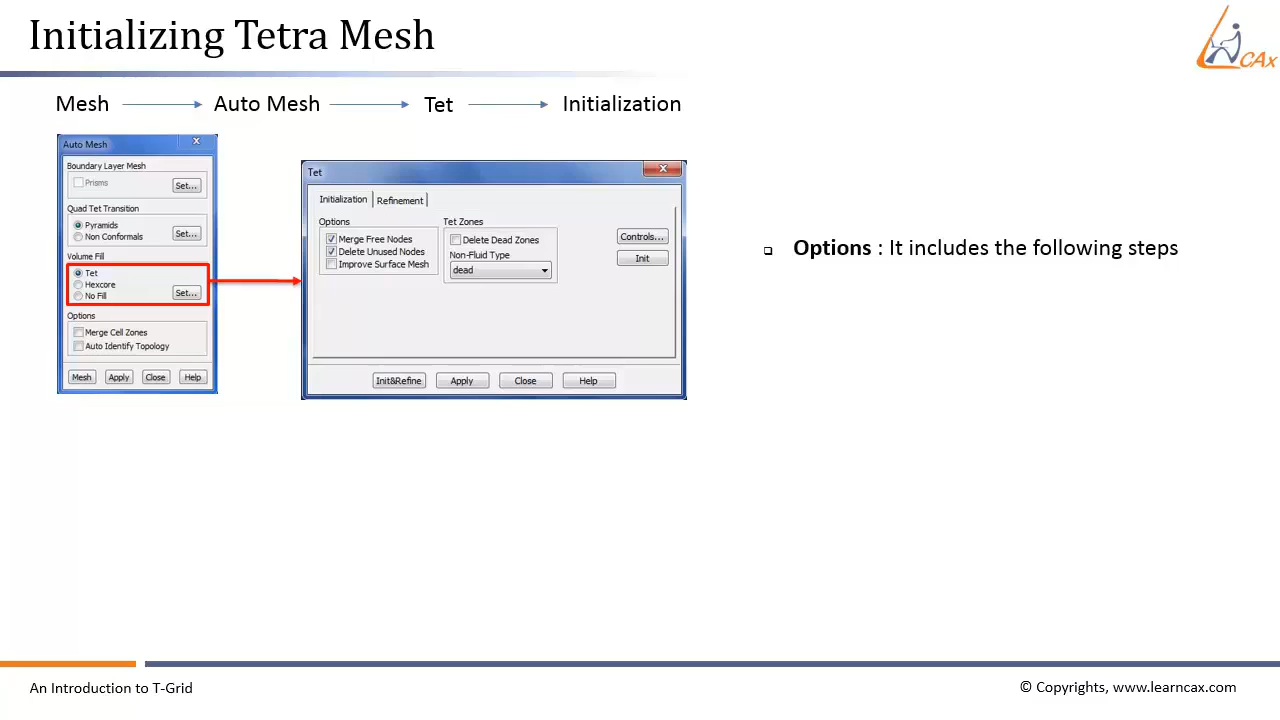 Initializing Tetra Mesh
CAx
Mesh Auto Mesh Tet Initialization
Auto Mesh
Boundary Layer Mesh
Prisms Set...
Quad Tet Transition
Pyramids
Non Conformals Set...
Volume Fill
Tet
Hexcore
No Fill Set...
Options
Merge Cell Zones
Auto Identify Topology
Mesh Apply Close Help
Tet
Initialization Refinement
Options Tet Zones
Merge Free Nodes Delete Dead Zones Controls...
Delete Unused Nodes Non-Fluid Type Init
Improve Surface Mesh dead
Init&Refine Apply Close Help
Options : It includes the following steps
An Introduction to T-Grid
© Copyrights, www.learncax.com